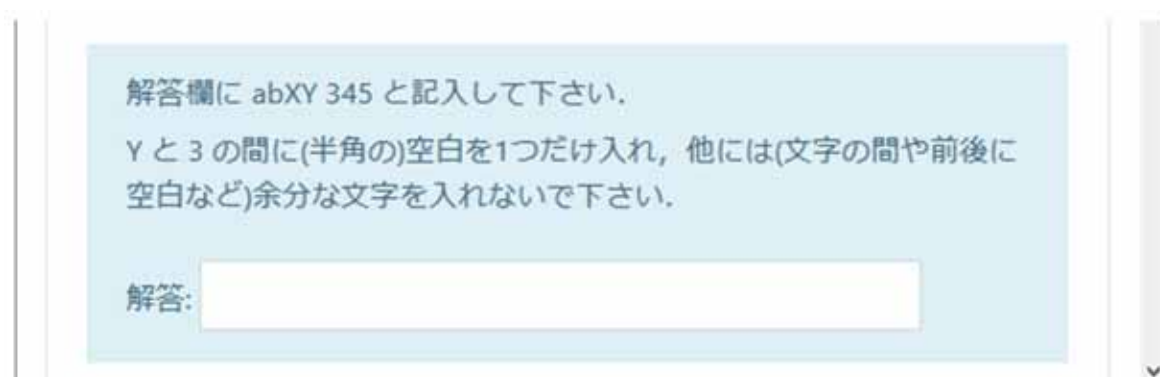 解答欄に abXY 345 と記入して下さい．
Y と 3 の間に(半角の)空白を1つだけ入れ，他には(文字の間や前後に
空白など)余分な文字を入れないで下さい．
解答: